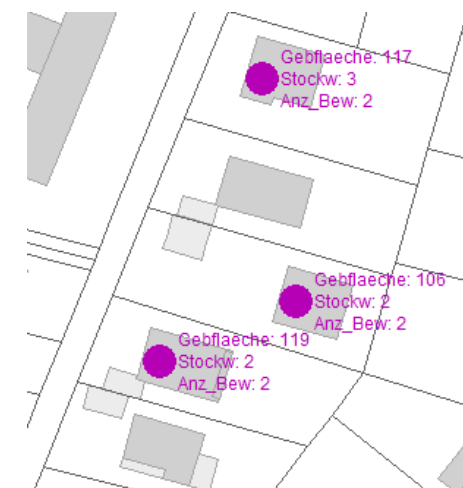 Gebflaeche: 117
Stockw: 3
Anz_Bew: 2
Gebflaeche: 106
Stockw: 2
Anz_Bew: 2
Gebflaeche: 119
Stockw: 2
Anz_Bew: 2